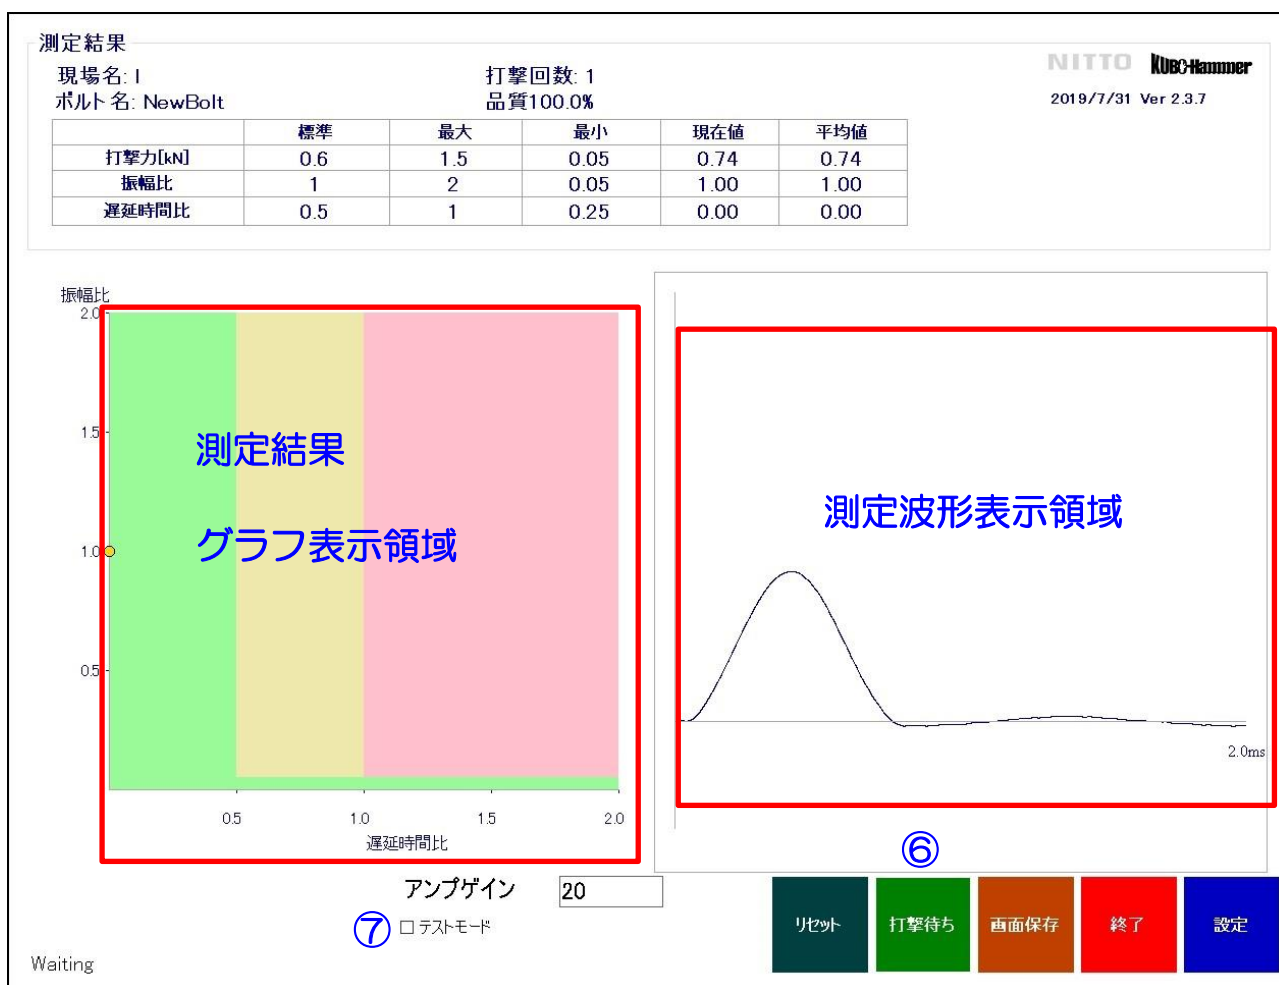 測定結果
現場名: I
打撃回数: 1
ボルト名: NewBolt
品質100.0%
NITTO KUBO-Hammer
2019/7/31 Ver 2.3.7
標準 最大 最小 現在値 平均値
打撃力[kN] 0.6 1.5 0.05 0.74 0.74
振幅比 1 2 0.05 1.00 1.00
遅延時間比 0.5 1 0.25 0.00 0.00
振幅比
2.0
1.5
1.0
0.5
測定結果
グラフ表示領域
0.5 1.0 1.5 2.0
遅延時間比
測定波形表示領域
2.0ms
⑥
アンプゲイン 20
⑦ テストモード
リセット 打撃待ち 画面保存 終了 設定
Waiting